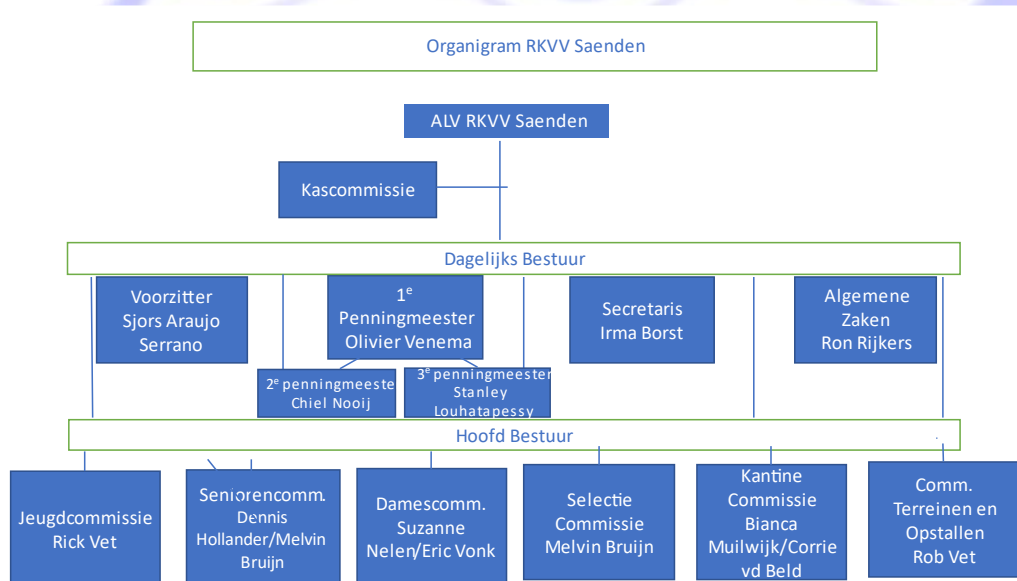 Organigram RKVV Saenden
ALV RKVV Saenden
Kascommissie
Dagelijks Bestuur
Voorzitter
Sjors Araujo
Serrano
1e
Penningmeester
Olivier Venema
Secretaris
Irma Borst
Algemene
Zaken
Ron Rijkers
2e penningmeeste
Chiel Nooij
3e penningmeester
Stanley
Louhatapessy
Hoofd Bestuur
Jeugdcommissie
Rick Vet
Seniorencomm.
Dennis
Hollander/Melvin
Bruijn
Damescomm.
Suzanne
Nelen/Eric Vonk
Selectie
Commissie
Melvin Bruijn
Kantine
Commissie
Bianca
Muilwijk/Corrie
vd Beld
Comm.
Terreinen en
Opstallen
Rob Vet